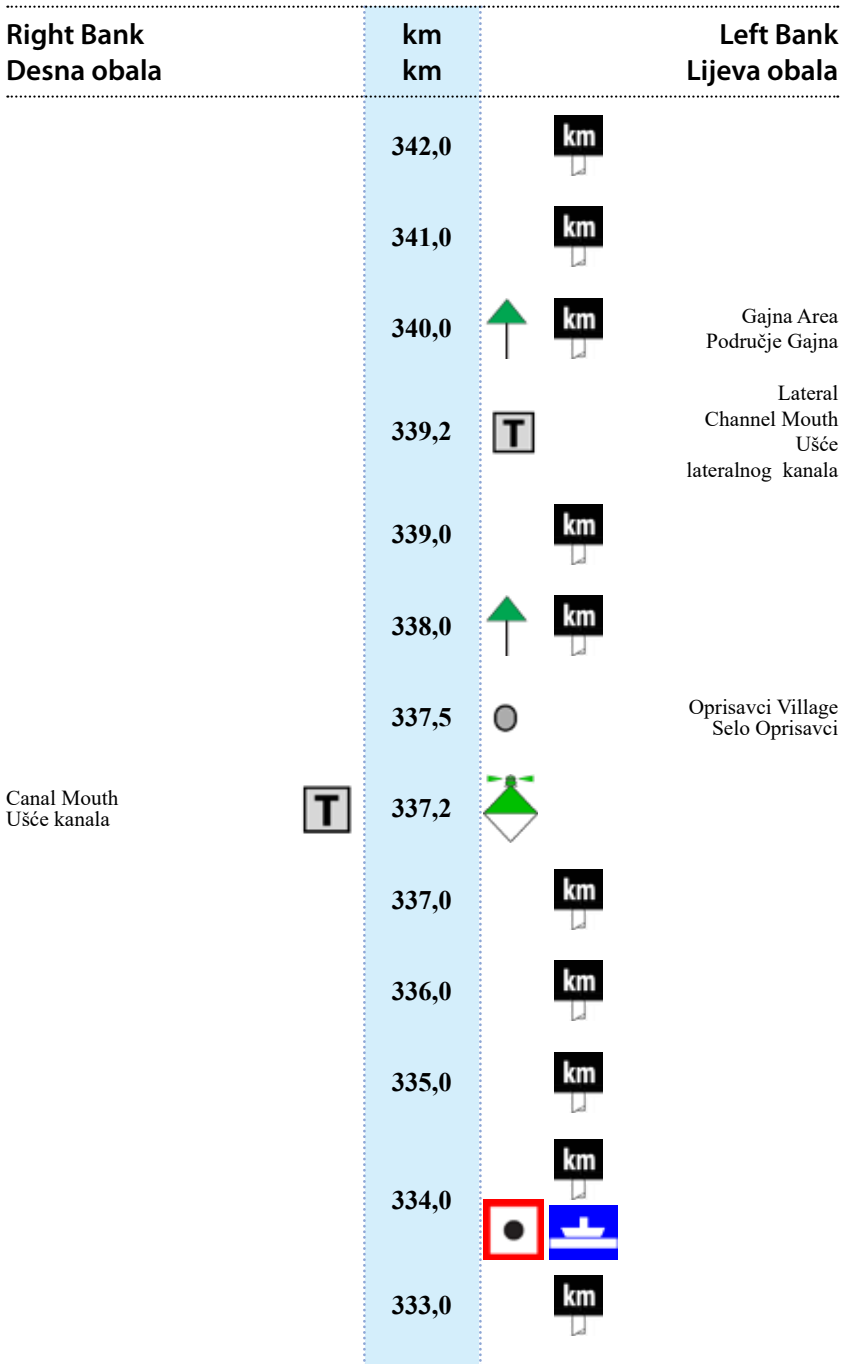 Right Bank km Left Bank
Desna obala km Lijeva obala
342,0 km
341,0 km
340,0 km Gajna Area
Područje Gajna
Lateral
339,2 T Channel Mouth
Ušće
lateralnog kanala
339,0 km
338,0 km
337,5 Oprisavci Village
Selo Oprisavci
Canal Mouth T 337,2
Ušće kanala
337,0 km
336,0 km
335,0 km
km
334,0
333,0 km